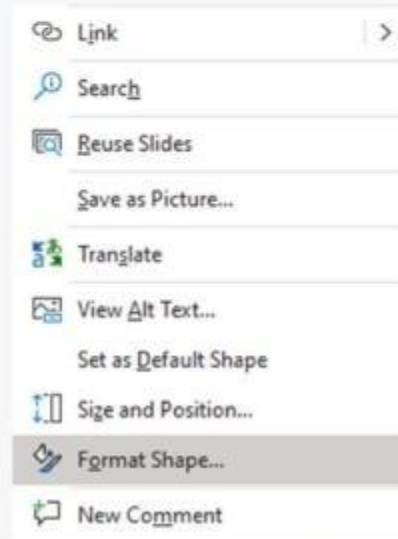 Link
Search
Reuse Slides
Save as Picture...
Translate
View Alt Text...
Set as Default Shape
Size and Position...
Format Shape...
New Comment